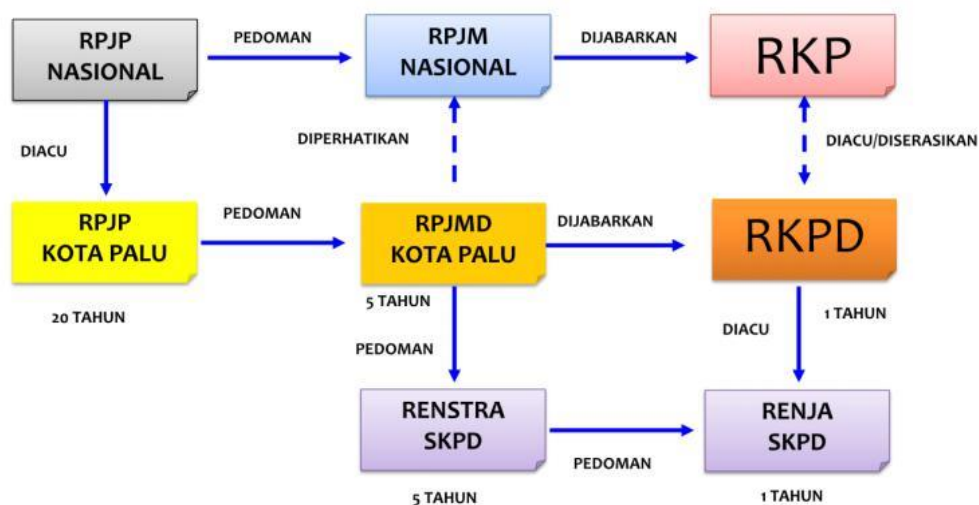 RPJP
NASIONAL
PEDOMAN
RPJM
NASIONAL
DIJABARKAN
RKP
DIACU
DIPERHATIKAN
DIACU/DISERASIKAN
RPJP
KOTA PALU
PEDOMAN
RPJMD
KOTA PALU
DIJABARKAN
RKPD
20 TAHUN
5 TAHUN
1 TAHUN
PEDOMAN
DIACU
RENSTRA
SKPD
PEDOMAN
RENJA
SKPD
5 TAHUN
1 TAHUN